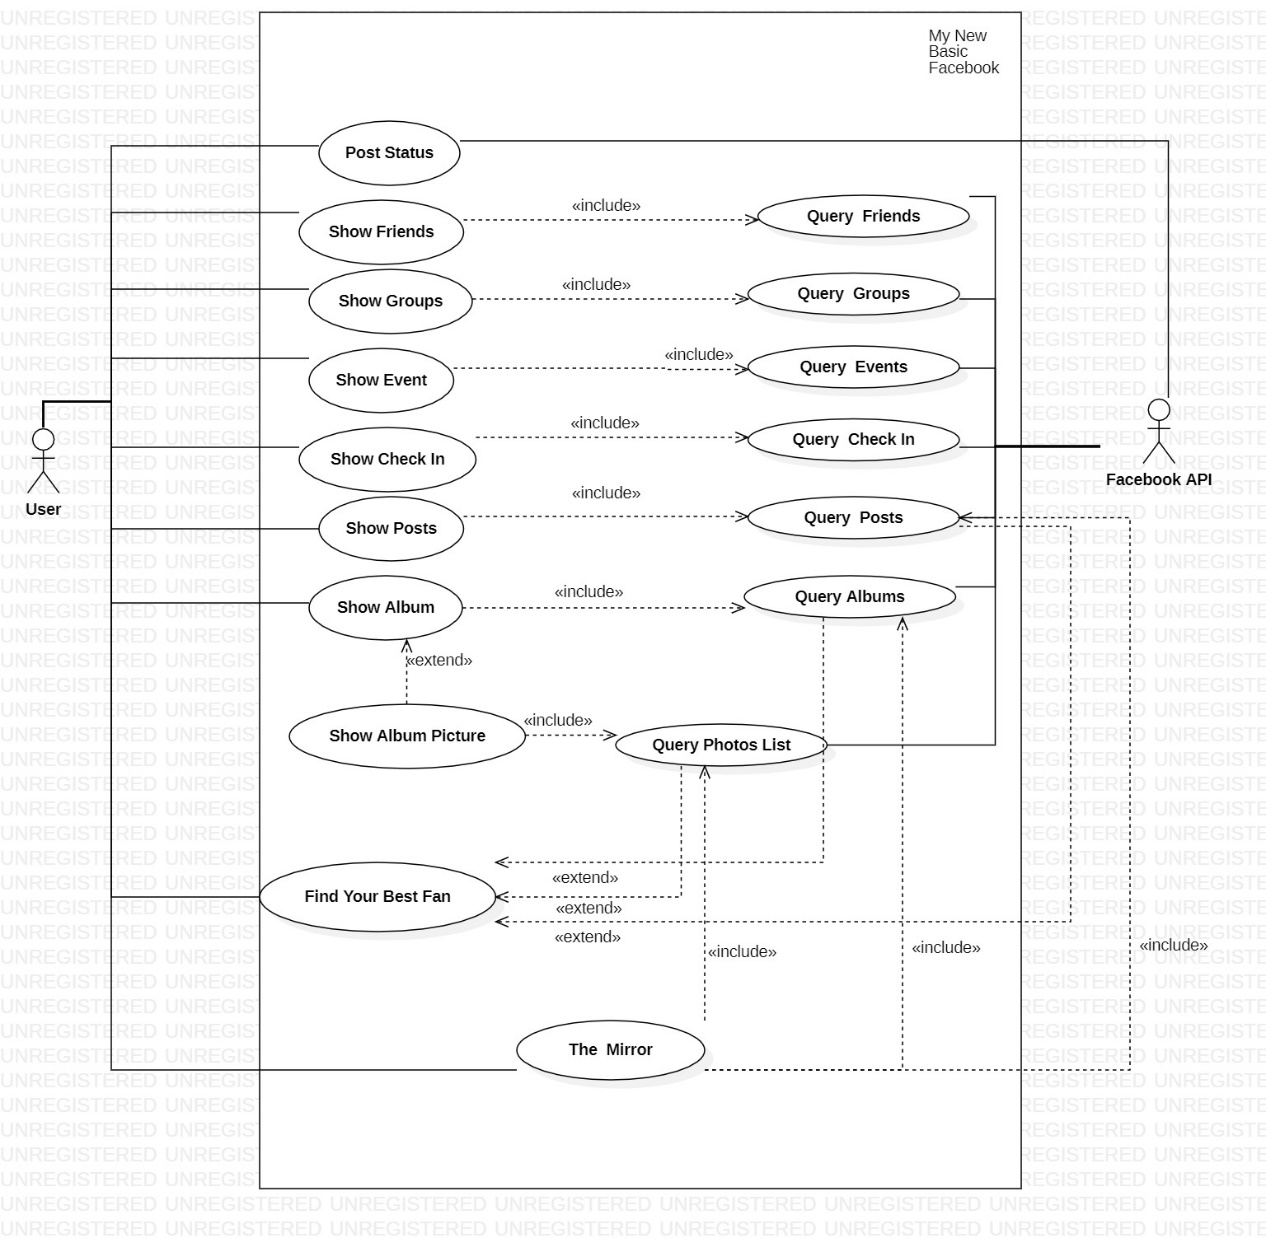 My New
Basic
Facebook
Post Status
«include»
Query  Friends
Show Friends
«include»
Query  Groups
Show Groups
«include»
Query  Events
Show Event
«include»
Query  Check In
Show Check In
Facebook API
«include»
User
Query  Posts
Show Posts
«include»
Query Albums
Show Album
«extend»
«include»
Show Album Picture
Query Photos List
«extend»
Find Your Best Fan
«extend»
«extend»
«include»
«include»
«include»
The  Mirror
UNREGISTERED UNREGISTERED UNREGISTERED UNREGISTERED UNREGISTERED UNREGISTERED UNREGISTERED UNREGISTE
UNREGISTERED UNREGISTERED UNREGISTERED UNREGISTERED UNREGISTERED UNREGISTERED UNREGISTERED UNREGISTE